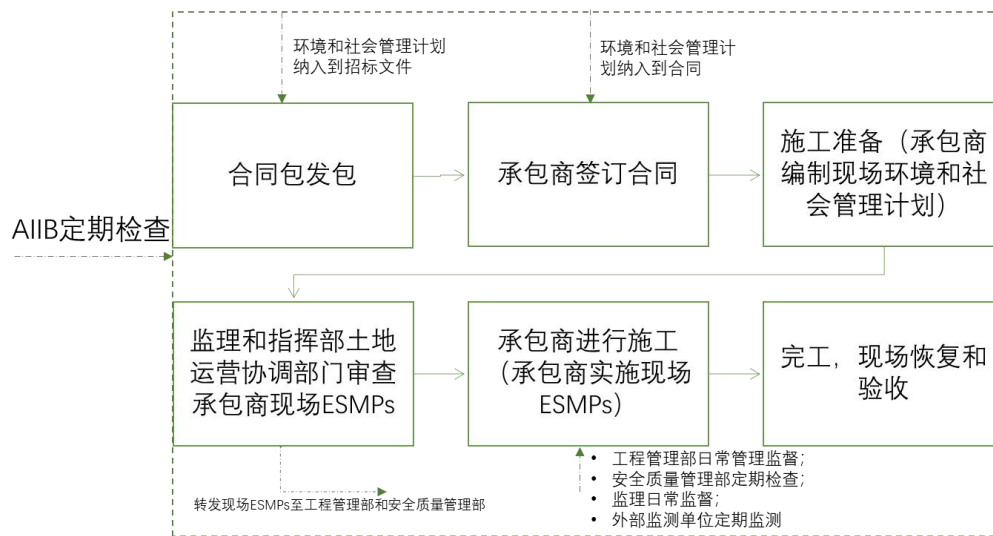 环境和社会管理计划
纳入到招标文件
环境和社会管理计
划纳入到合同
合同包发包
承包商签订合同
施工准备（承包商
编制现场环境和社
会管理计划）
AIIB定期检查
监理和指挥部土地
运营协调部门审查
承包商现场ESMPs
承包商进行施工
（承包商实施现场
ESMPs）
完工，现场恢复和
验收
转发现场ESMPs至工程管理部和安全质量管理部
• 工程管理部日常管理监督；
• 安全质量管理部定期检查；
• 监理日常监督；
• 外部监测单位定期监测